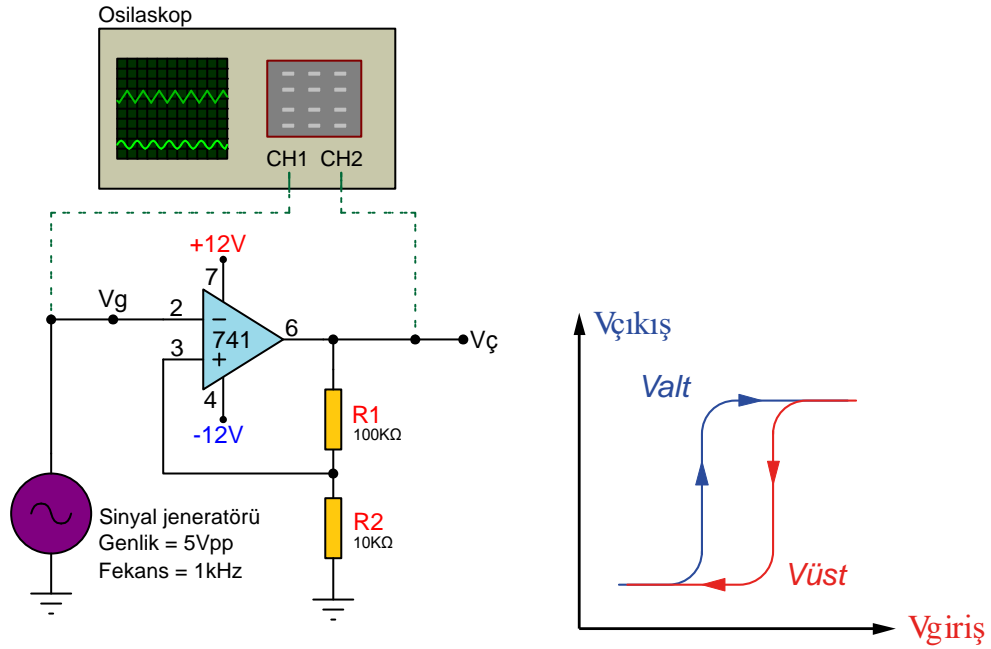 Osilaskop
CH1 CH2
+12V
7
Vg
2
−
741
6
Vç
3
+
4
-12V
R1
100KΩ
R2
10KΩ
Sinyal jeneratörü
Genlik = 5Vpp
Fekans = 1kHz
Vçıkış
Valt
Vüst
Vgiriş